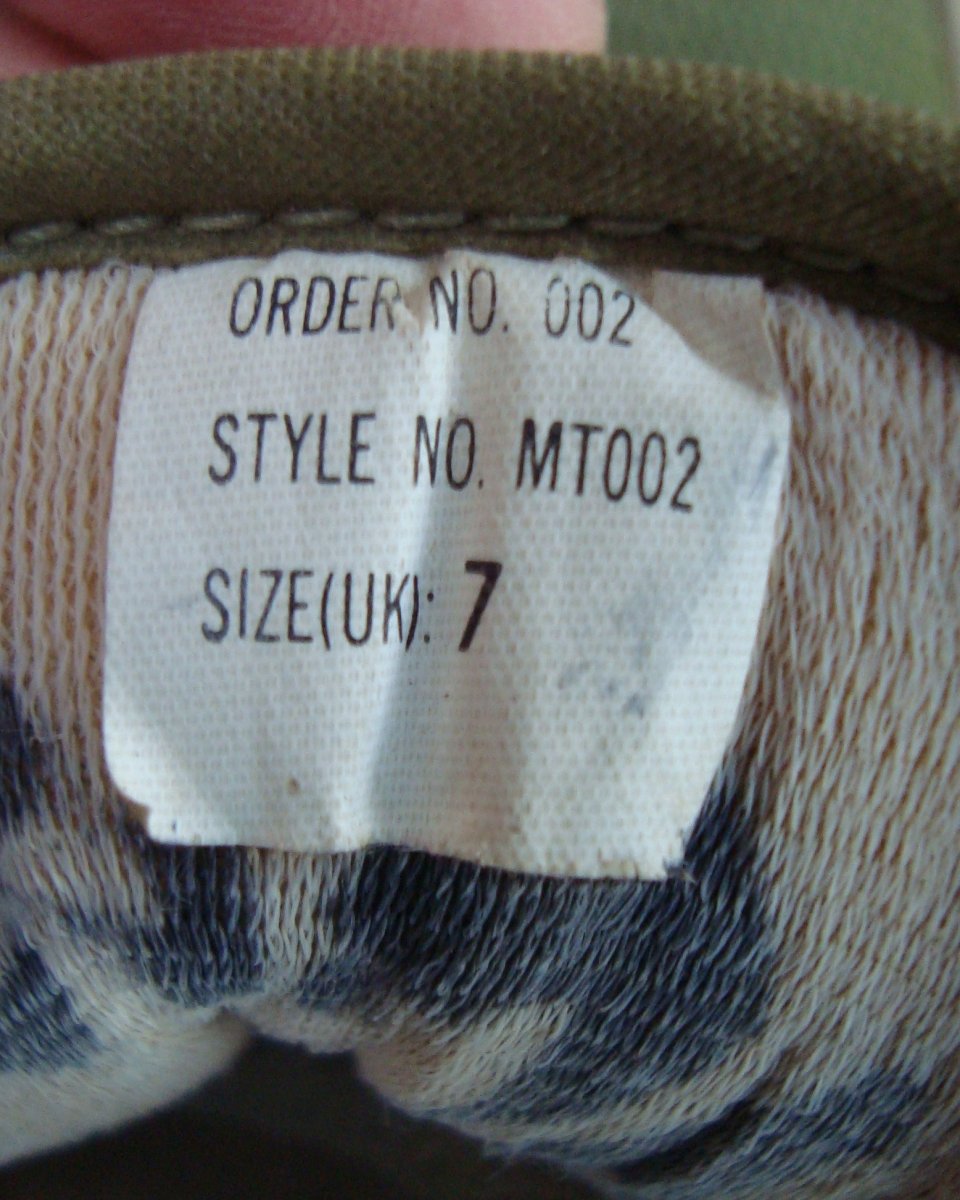 ORDER NO. 002
STYLE NO. MT002
SIZE(UK): 7